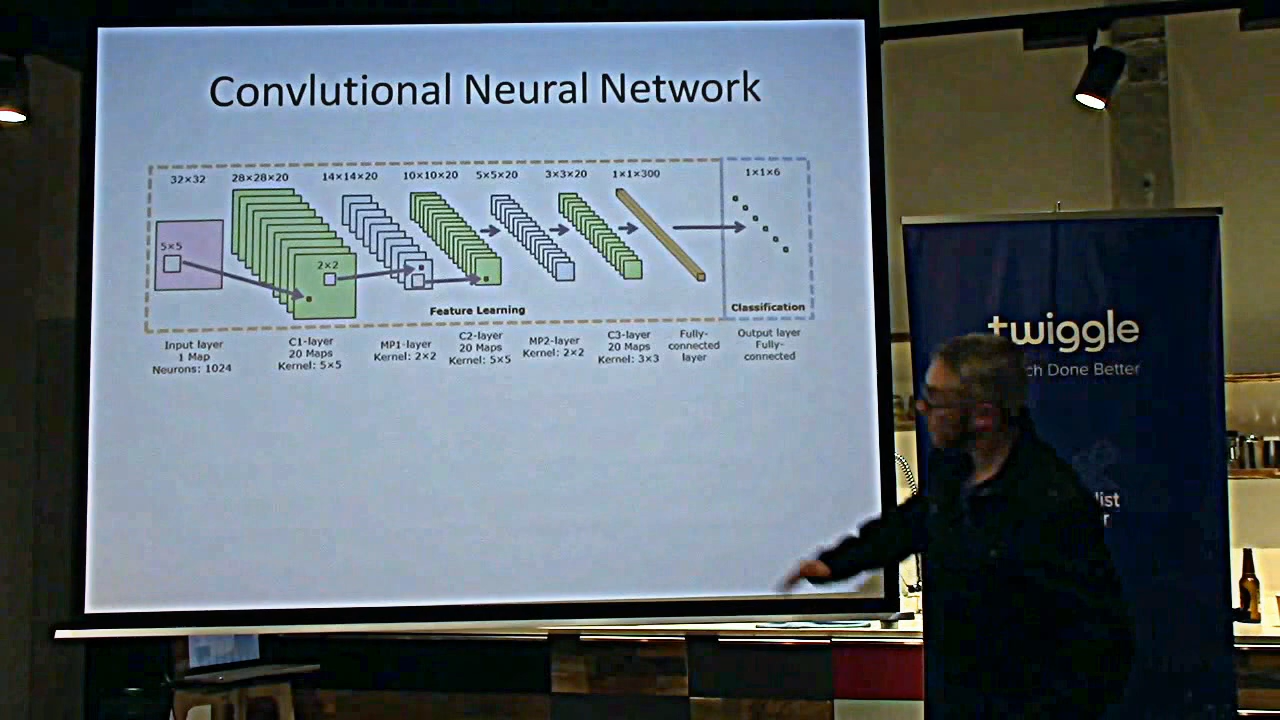 Convlutional Neural Network
32×32
28×28×20
14×14×20
10×10×20
5×5×20
3×3×20
1×1×300
1×1×6
5×5
2×2
Feature Learning
Classification
Input layer
1 Map
Neurons: 1024
C1-layer
20 Maps
Kernel: 5×5
MP1-layer
Kernel: 2×2
C2-layer
20 Maps
Kernel: 5×5
MP2-layer
Kernel: 2×2
C3-layer
20 Maps
Kernel: 3×3
Fully-
connected
layer
Output layer
Fully-
connected
twiggle
Done Better